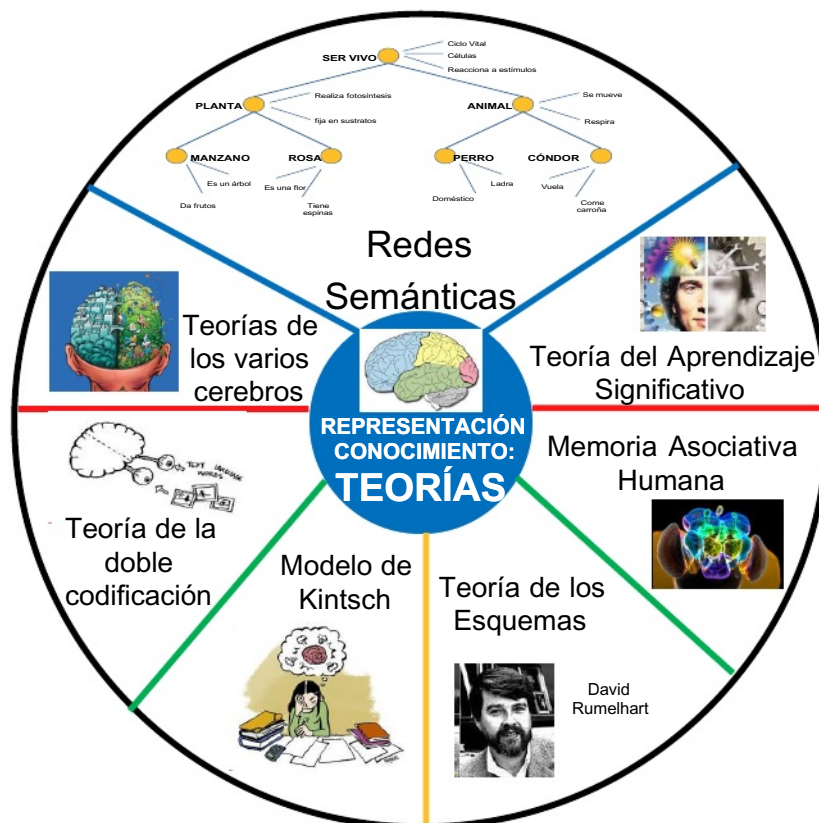 Ciclo Vital
SER VIVO
Células
Reacciona a estímulos
PLANTA
Realiza fotosíntesis
fija en sustratos
ANIMAL
Se mueve
Respira
MANZANO
Es un árbol
Da frutos
ROSA
Es una flor
Tiene
espinas
PERRO
Ladra
Doméstico
CÓNDOR
Vuela
Come
carroña
Redes
Semánticas
Teorías de
los varios
cerebros
Teoría del Aprendizaje
Significativo
REPRESENTACIÓN
CONOCIMIENTO:
TEORÍAS
Memoria Asociativa
Humana
TEXT LANGUAGE
WORDS
Teoría de la
doble
codificación
Modelo de
Kintsch
Teoría de los
Esquemas
David
Rumelhart